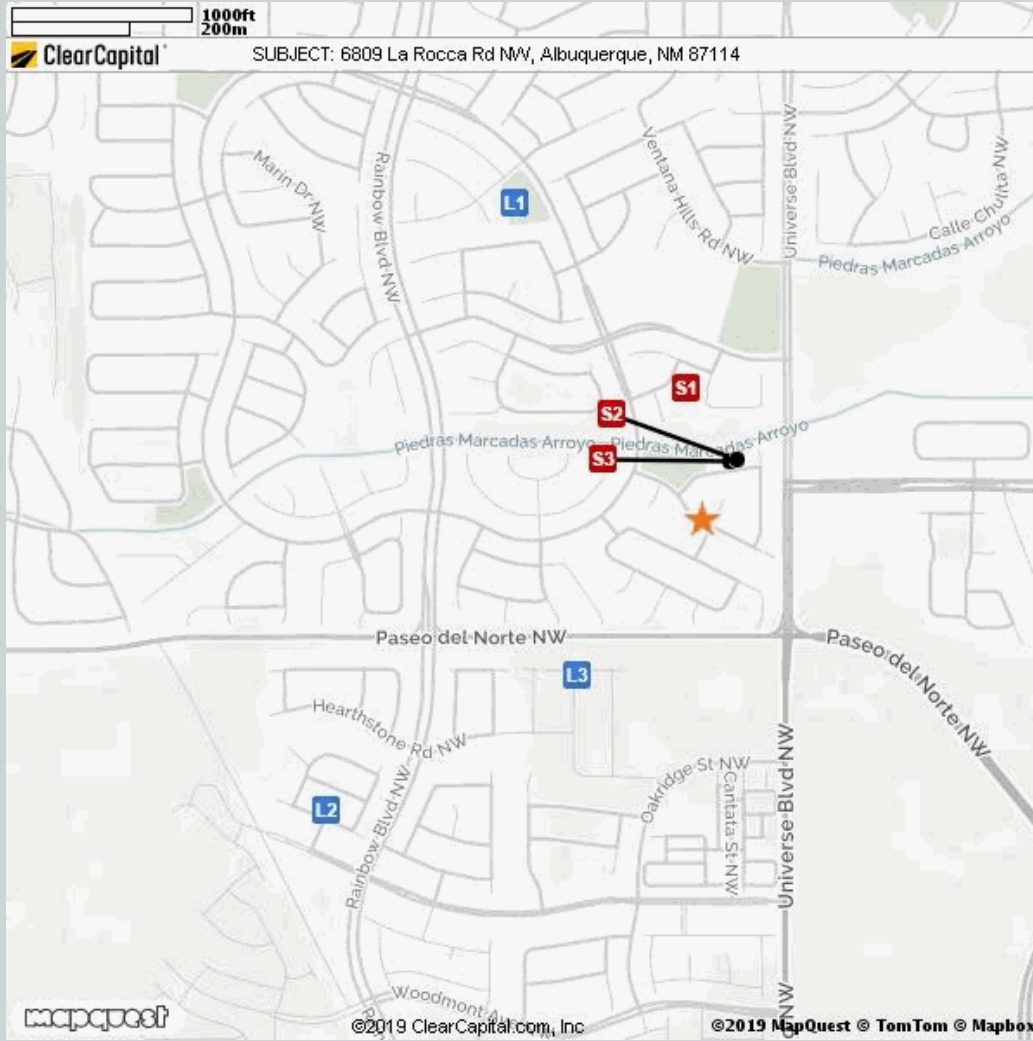 1000ft
200m
ClearCapital
SUBJECT: 6809 La Rocca Rd NW, Albuquerque, NM 87114
Marin Dr NW
Rainbow Blvd NW
L1
Ventana Hills Rd NW
Universe Blvd NW
Calle Chulita NW
Piedras Marcadas Arroyo
S1
S2
Piedras Marcadas Arroyo
Piedras Marcadas Arroyo
S3
Paseo del Norte NW
Paseo del Norte NW
L3
Hearthstone Rd NW
Oakridge St NW
Cantata St NW
Universe Blvd NW
L2
Rainbow Blvd NW
Woodmont Ave NW
NW
mapquest
©2019 ClearCapital.com, Inc
©2019 MapQuest © TomTom © Mapbox